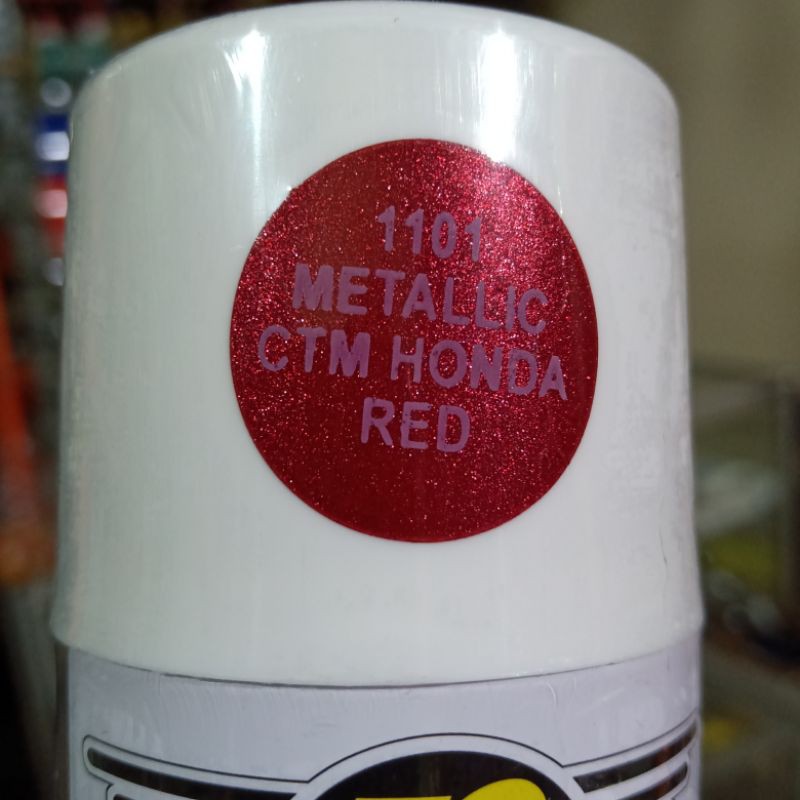 1101
METALLIC
CTM HONDA
RED